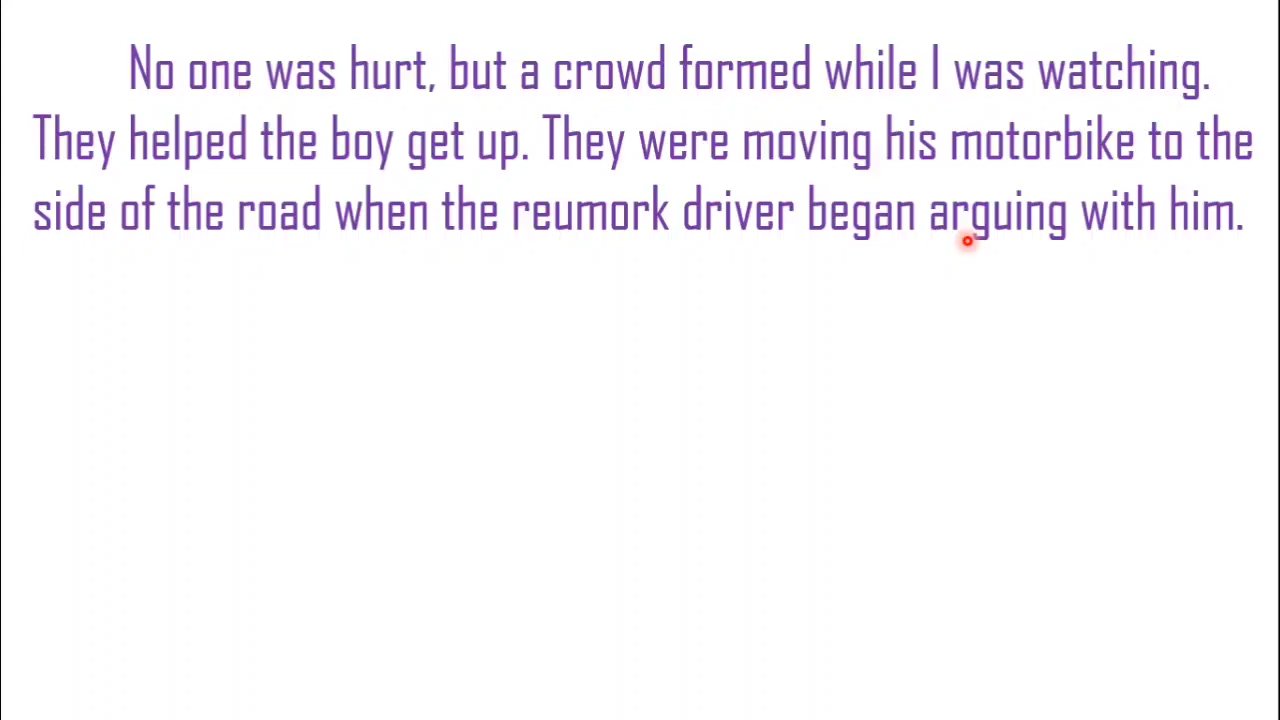 No one was hurt, but a crowd formed while I was watching.
They helped the boy get up. They were moving his motorbike to the
side of the road when the reumork driver began arguing with him.